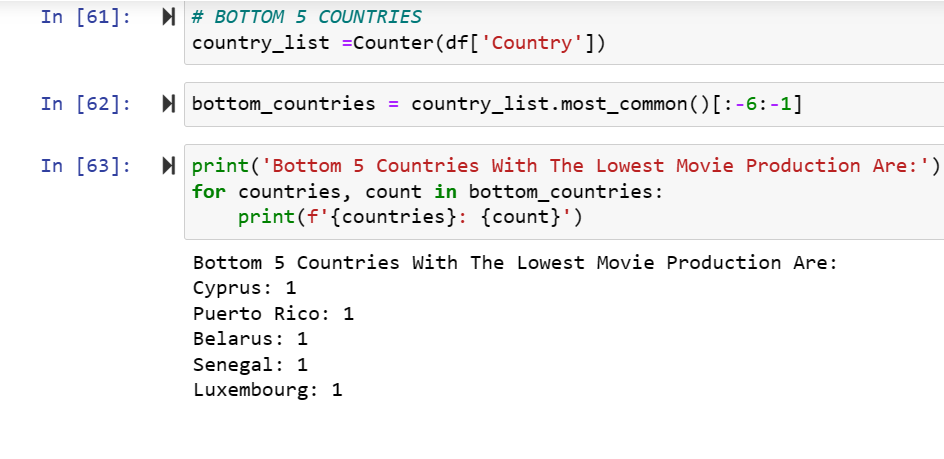 In [61]: # BOTTOM 5 COUNTRIES
country_list =Counter(df['Country'])
In [62]: bottom_countries = country_list.most_common()[:-6:-1]
In [63]: print('Bottom 5 Countries With The Lowest Movie Production Are:')
for countries, count in bottom_countries:
    print(f'{countries}: {count}')
Bottom 5 Countries With The Lowest Movie Production Are:
Cyprus: 1
Puerto Rico: 1
Belarus: 1
Senegal: 1
Luxembourg: 1